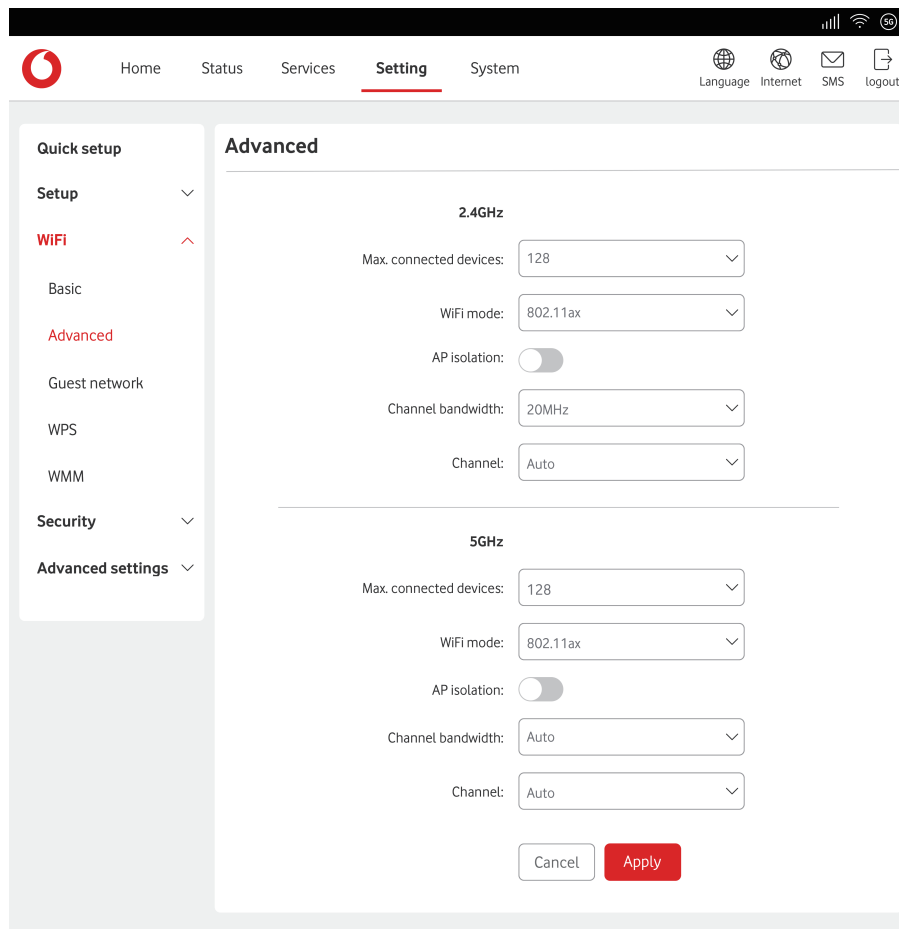 5G
Home Status Services Setting System
Language Internet SMS logout
Quick setup
Setup
WiFi
Basic
Advanced
Guest network
WPS
WMM
Security
Advanced settings
Advanced
2.4GHz
Max. connected devices: 128
WiFi mode: 802.11ax
AP isolation:
Channel bandwidth: 20MHz
Channel: Auto
5GHz
Max. connected devices: 128
WiFi mode: 802.11ax
AP isolation:
Channel bandwidth: Auto
Channel: Auto
Cancel Apply